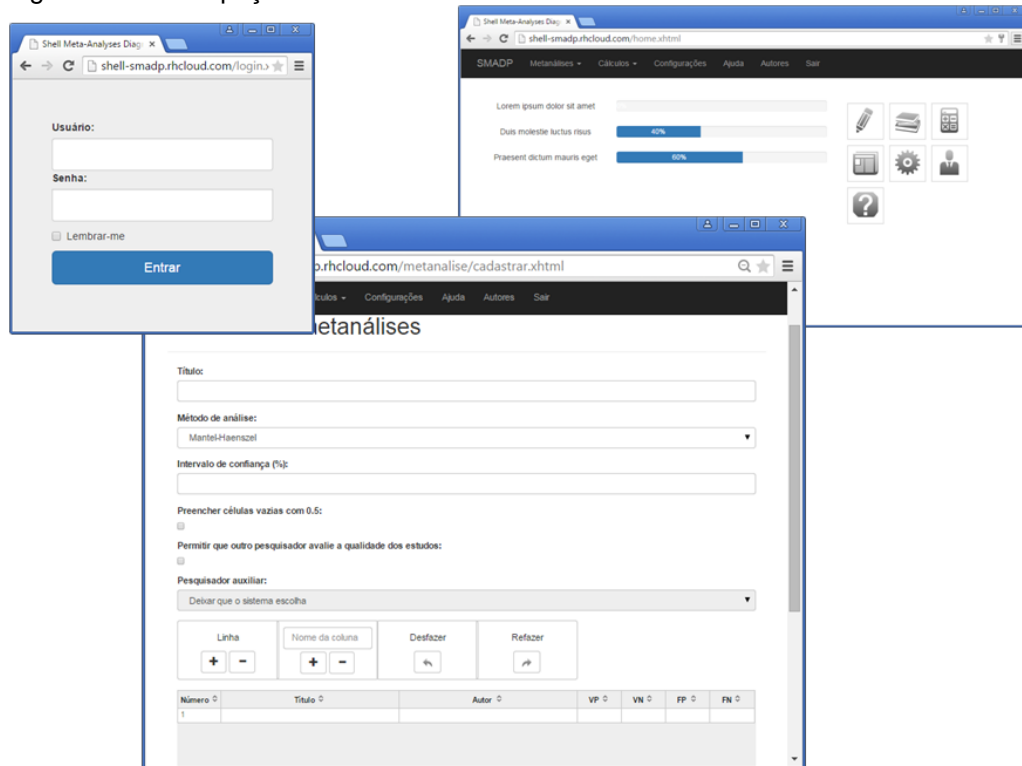 Shell Meta-Analyses Diag
shell-smadp.rhcloud.com/login.x
Usuário:
Senha:
Lembrar-me
Entrar
Shell Meta-Analyses Diag
shell-smadp.rhcloud.com/home.xhtml
SMADP Metanálises Cálculos Configurações Ajuda Autores Sair
Lorem ipsum dolor sit amet
Duis molestie luctus risus 40%
Praesent dictum mauris eget 60%
p.rhcloud.com/metanalise/cadastrar.xhtml
lculos Configurações Ajuda Autores Sair
etanálises
Título:
Método de análise:
Mantel-Haenszel
Intervalo de confiança (%):
Preencher células vazias com 0.5:
Permitir que outro pesquisador avalie a qualidade dos estudos:
Pesquisador auxiliar:
Deixar que o sistema escolha
Linha Nome da coluna Desfazer Refazer
+ - + -
Número Título Autor VP VN FP FN
1